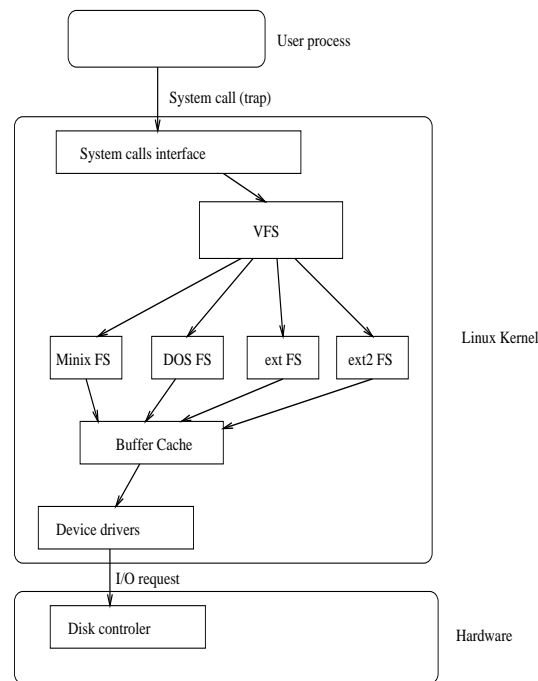 User process
System call (trap)
System calls interface
VFS
Linux Kernel
Minix FS
DOS FS
ext FS
ext2 FS
Buffer Cache
Device drivers
I/O request
Disk controler
Hardware